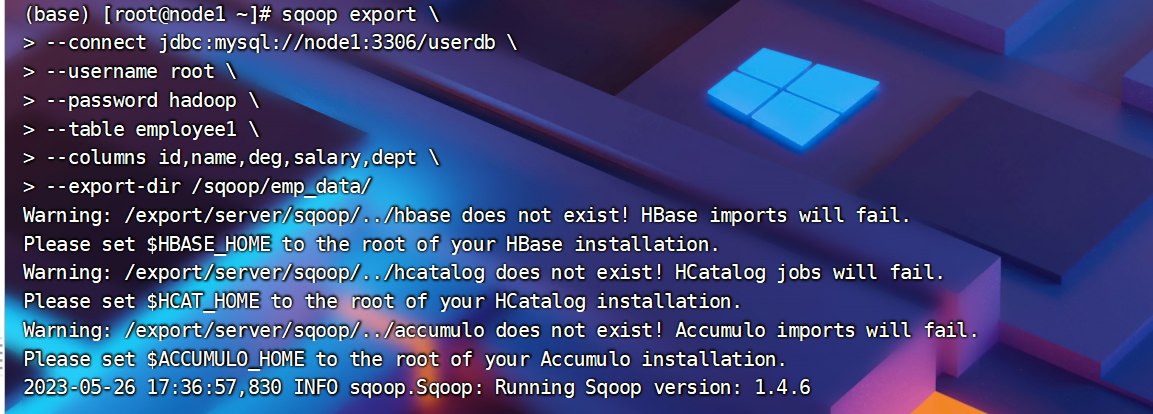 (base) [root@node1 ~]# sqoop export \
> --connect jdbc:mysql://node1:3306/userdb \
> --username root \
> --password hadoop \
> --table employee1 \
> --columns id,name,deg,salary,dept \
> --export-dir /sqoop/emp_data/
Warning: /export/server/sqoop/../hbase does not exist! HBase imports will fail.
Please set $HBASE_HOME to the root of your HBase installation.
Warning: /export/server/sqoop/../hcatalog does not exist! HCatalog jobs will fail.
Please set $HCAT_HOME to the root of your HCatalog installation.
Warning: /export/server/sqoop/../accumulo does not exist! Accumulo imports will fail.
Please set $ACCUMULO_HOME to the root of your Accumulo installation.
2023-05-26 17:36:57,830 INFO sqoop.Sqoop: Running Sqoop version: 1.4.6